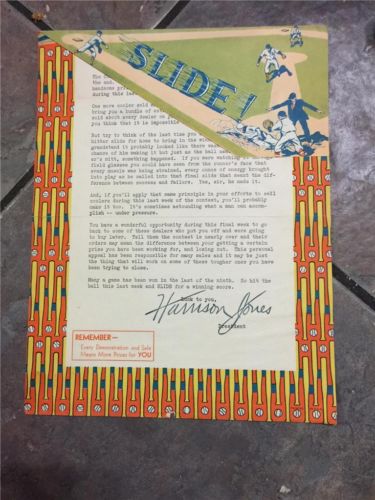 SLIDE!
The
the end,
handsome pri
during this las
One more cooler sold
bring you a bundle of
sold about every dealer on
you think that it is impossible
But try to think of the last time you
hitter slide for home to bring in the winni
grandstand probably looked like there was
chance of his making it but just as the ball
er's mitt, something happened. If you were watching
field glasses you could have seen from the runner's face that
every muscle was being strained, every ounce of energy brought
into play as he called into that final slide that meant the dif-
ference between success and failure. Yes, sir, he made it.
And, if you'll apply that same principle in your efforts to sell
coolers during this last week of the contest, you'll probably
make it too. It's sometimes astounding what a man can accom-
plish -- under pressure.
You have a wonderful opportunity during this final week to go
back to some of those dealers who put you off and were going
to buy later. Tell them the contest is nearly over and their
orders may mean the difference between your getting a certain
prize you have been working for, and losing out. This personal
appeal has been responsible for many sales and it may be just
the thing that will work on some of those tougher ones you have
been trying to close.
Many a game has been won in the last of the ninth. So hit the
ball this last week and SLIDE for a winning score.
Luck to you,
Harrison Jones
President
REMEMBER—
Every Demonstration and Sale
Means More Prizes for YOU